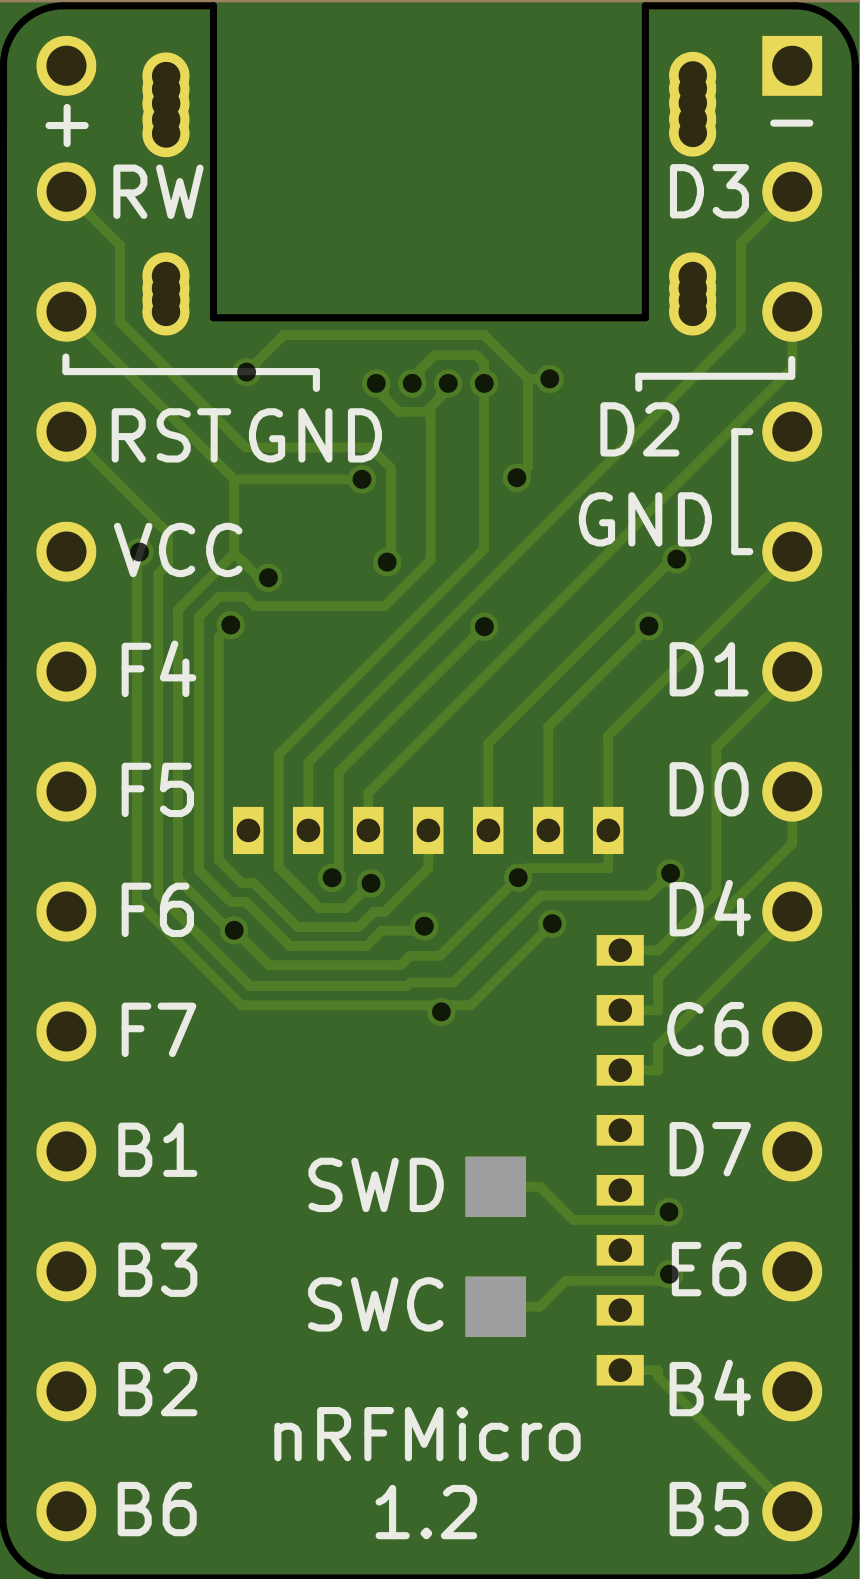 + −
RW D3
RST GND D2
GND
VCC
F4 D1
F5 D0
F6 D4
F7 C6
B1 SWD D7
B3 SWC E6
B2 B4
nRFMicro
B6 1.2 B5